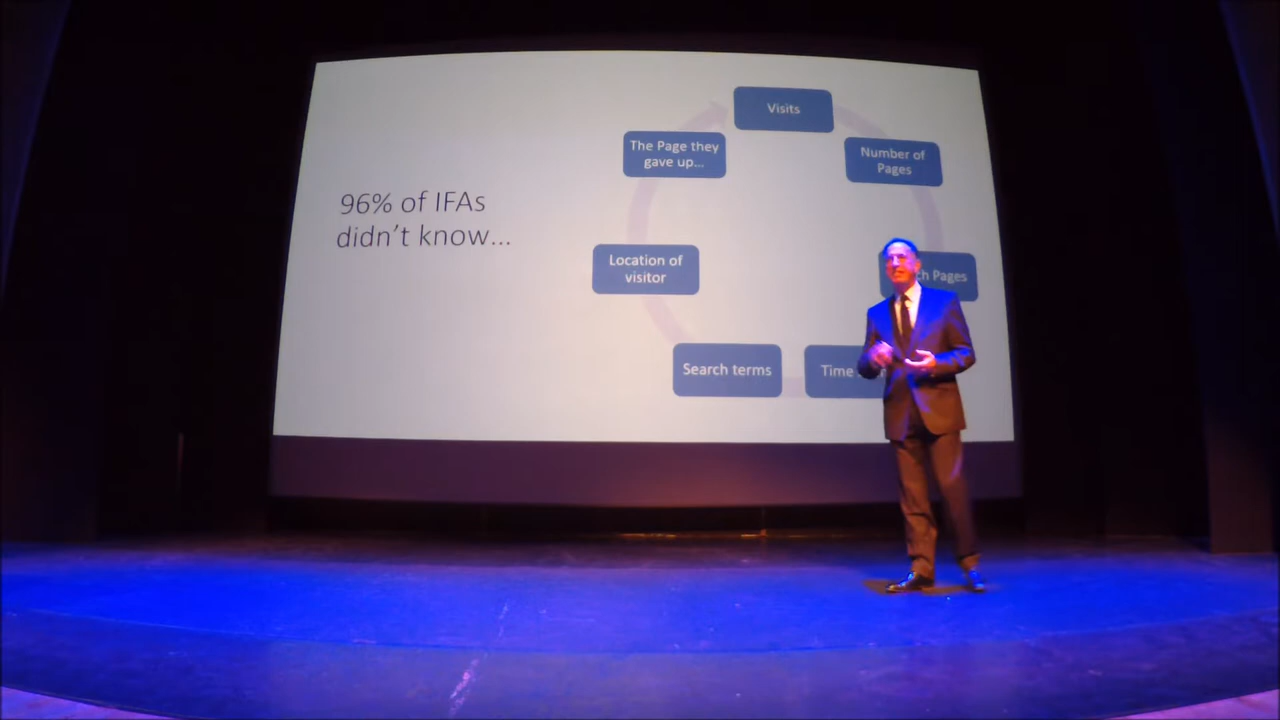 96% of IFAs
didn't know...
Visits
Number of
Pages
Pages
Time
Search terms
Location of
visitor
The Page they
gave up...